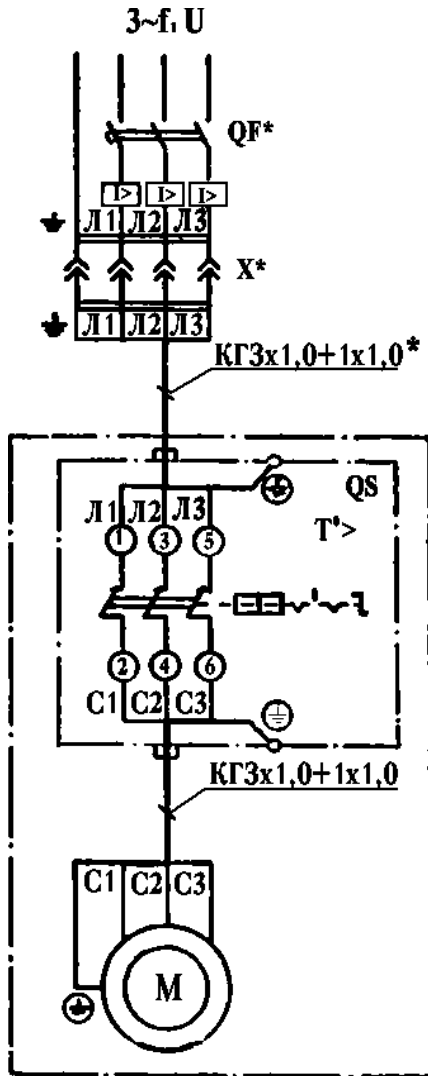 3~f₁ U
QF*
I> I> I>
Л1 Л2 Л3
X*
Л1 Л2 Л3
КГ3х1,0+1х1,0*
QS
Л1 Л2 Л3
T°>
1 3 5
2 4 6
С1 С2 С3
КГ3х1,0+1х1,0
С1 С2 С3
М